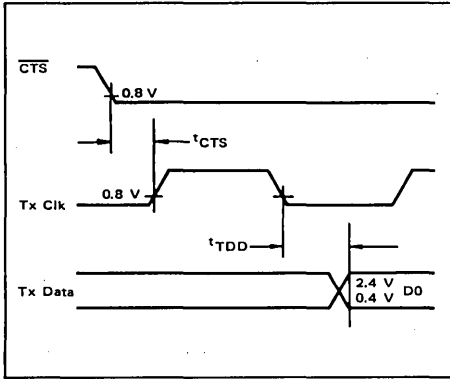 CTS
0.8 V
tCTS
0.8 V
Tx Clk
tTDD
2.4 V
Tx Data
D0
0.4 V